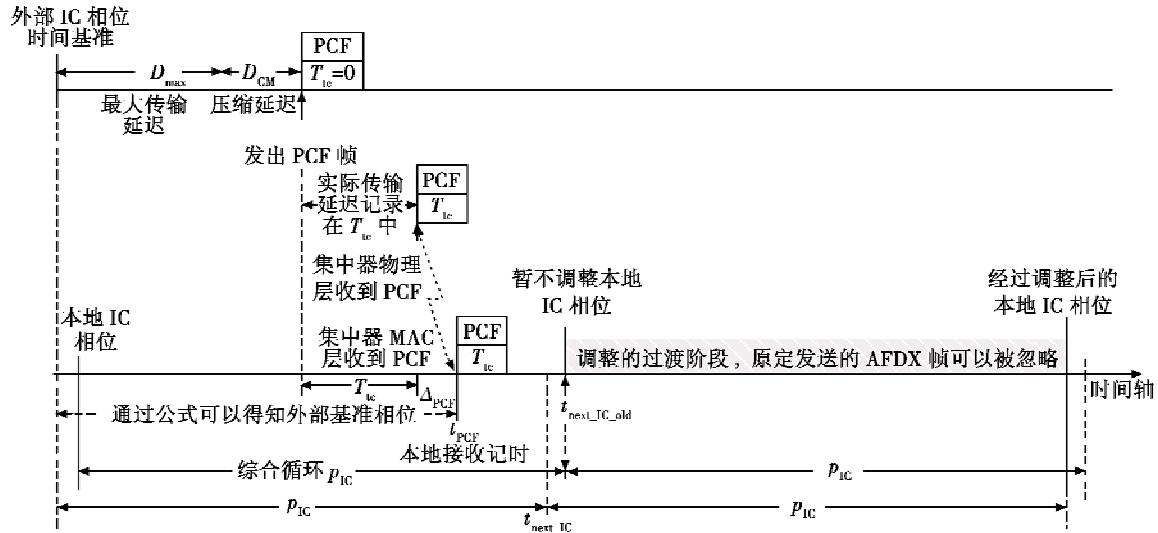 外部 IC 相位
时间基准
D_max
D_CM
PCF
T_tc=0
最大传输
延迟
压缩延迟
发出 PCF 帧
实际传输
延迟记录
在 T_tc 中
PCF
T_tc
集中器物理
层收到 PCF
暂不调整本地
IC 相位
经过调整后的
本地 IC 相位
本地 IC
相位
集中器 MAC
层收到 PCF
PCF
T_tc
调整的过渡阶段，原定发送的 AFDX 帧可以被忽略
时间轴
T_tc
Δ_PCF
通过公式可以得知外部基准相位
t_PCF
本地接收记时
t_next_IC_old
综合循环 p_IC
p_IC
p_IC
t_next_IC
p_IC